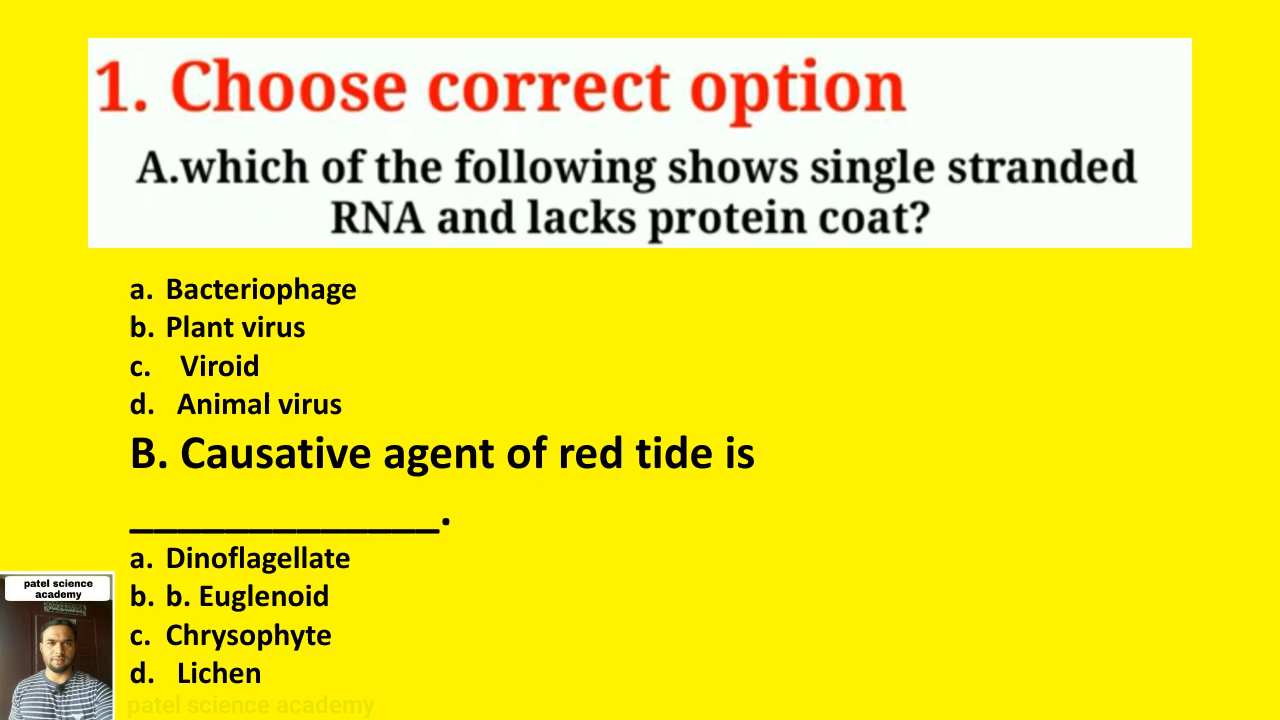 1. Choose correct option
A.which of the following shows single stranded
RNA and lacks protein coat?
a. Bacteriophage
b. Plant virus
c. Viroid
d. Animal virus
B. Causative agent of red tide is
_____________.
a. Dinoflagellate
b. b. Euglenoid
c. Chrysophyte
d. Lichen
patel science
academy
patel science academy